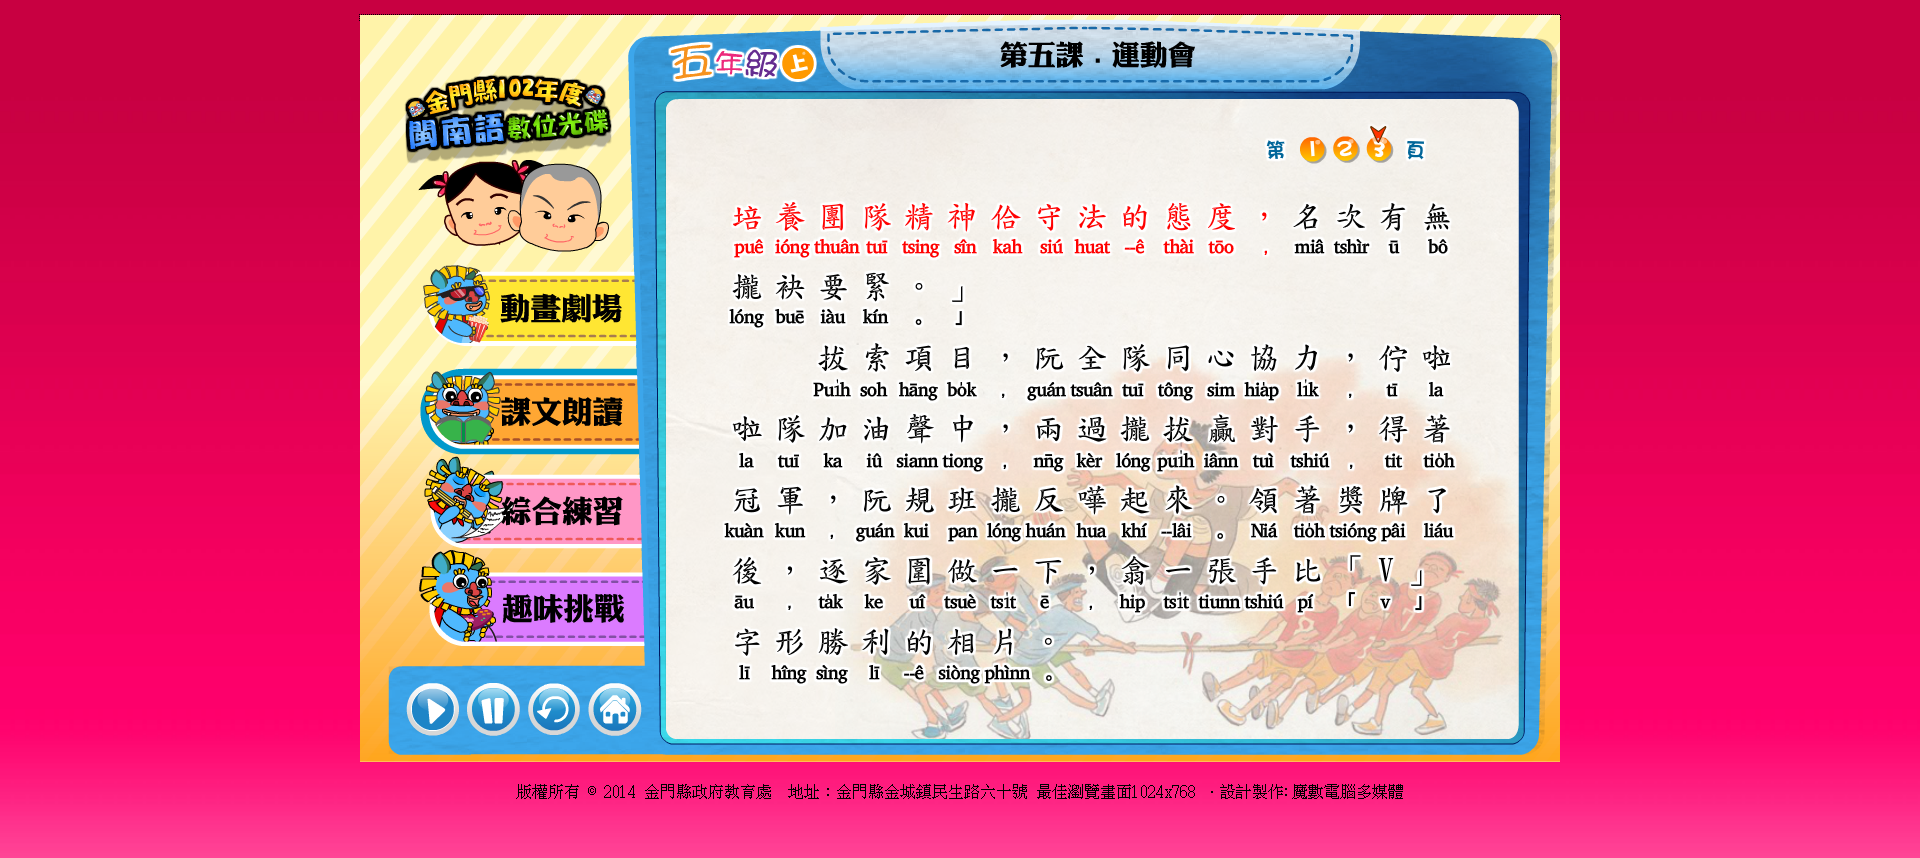 五年級上
第五課．運動會
金門縣102年度
閩南語數位光碟
第 1 2 3 頁
培養團隊精神佮守法的態度，名次有無
puê ióng thuân tuī tsing sîn kah siú huat --ê thài tōo ， miâ tshìr ū bô
攏袂要緊。」
lóng buē iàu kín 。 」
拔索項目，阮全隊同心協力，佇啦
Pui̍h soh hāng bo̍k ， guán tsuân tuī tông sim hia̍p li̍k ， tī la
啦隊加油聲中，兩過攏拔贏對手，得著
la tuī ka iû siann tiong ， nn̄g kèr lóng pui̍h iânn tuì tshiú ， tit tio̍h
冠軍，阮規班攏反嘩起來。領著獎牌了
kuàn kun ， guán kui pan lóng huán hua khí --lâi 。 Niá tio̍h tsióng pâi liáu
後，逐家圍做一下，翕一張手比「V」
āu ， ta̍k ke uî tsuè tsi̍t ē ， hip tsi̍t tiunn tshiú pí 「 v 」
字形勝利的相片。
lī hîng sìng lī --ê siòng phìnn 。
動畫劇場
課文朗讀
綜合練習
趣味挑戰
版權所有 © 2014 金門縣政府教育處 地址：金門縣金城鎮民生路六十號 最佳瀏覽畫面1024x768 ．設計製作:魔數電腦多媒體